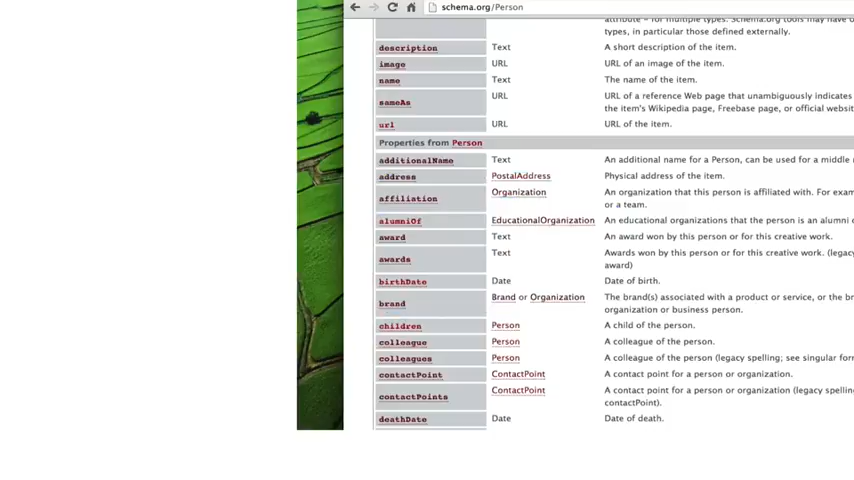 schema.org/Person
attribute - for multiple types. Schema.org tools may have o
types, in particular those defined externally.
description Text A short description of the item.
image URL URL of an image of the item.
name Text The name of the item.
sameAs URL URL of a reference Web page that unambiguously indicates
the item's Wikipedia page, Freebase page, or official website
url URL URL of the item.
Properties from Person
additionalName Text An additional name for a Person, can be used for a middle
address PostalAddress Physical address of the item.
affiliation Organization An organization that this person is affiliated with. For exam
or a team.
alumniOf EducationalOrganization An educational organizations that the person is an alumni
award Text An award won by this person or for this creative work.
awards Text Awards won by this person or for this creative work. (legacy
award)
birthDate Date Date of birth.
brand Brand or Organization The brand(s) associated with a product or service, or the br
organization or business person.
children Person A child of the person.
colleague Person A colleague of the person.
colleagues Person A colleague of the person (legacy spelling; see singular for
contactPoint ContactPoint A contact point for a person or organization.
contactPoints ContactPoint A contact point for a person or organization (legacy spelling
contactPoint).
deathDate Date Date of death.